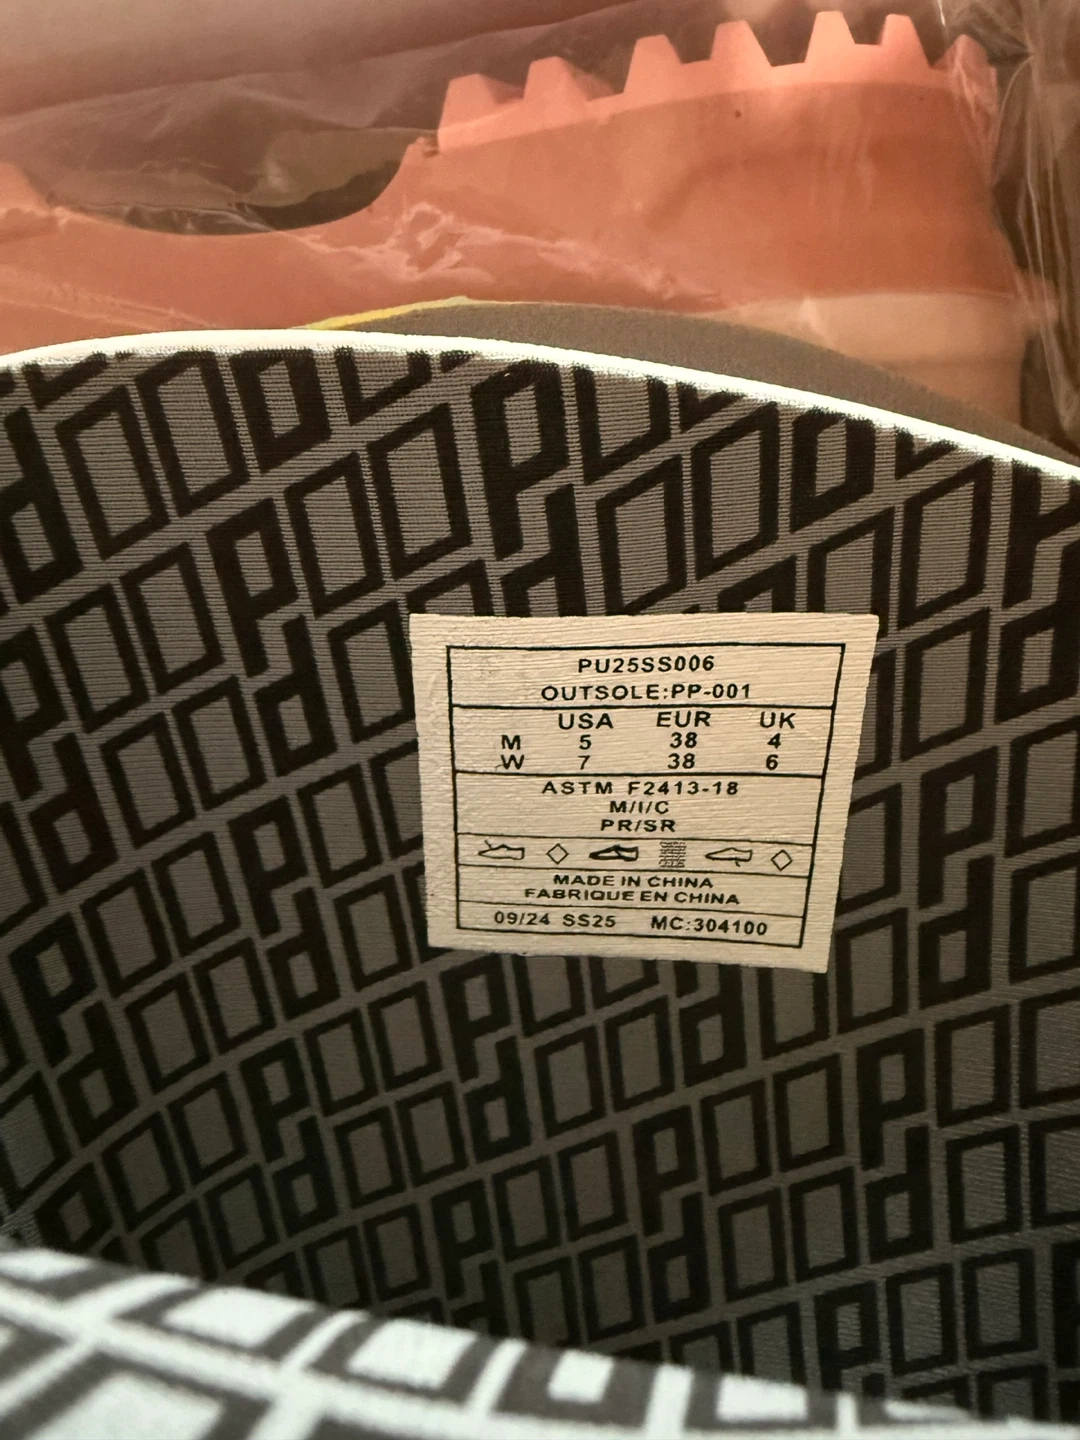 PU25SS006
OUTSOLE:PP-001
USA EUR UK
M 5 38 4
W 7 38 6
ASTM F2413-18
M/I/C
PR/SR
MADE IN CHINA
FABRIQUE EN CHINA
09/24 SS25 MC:304100